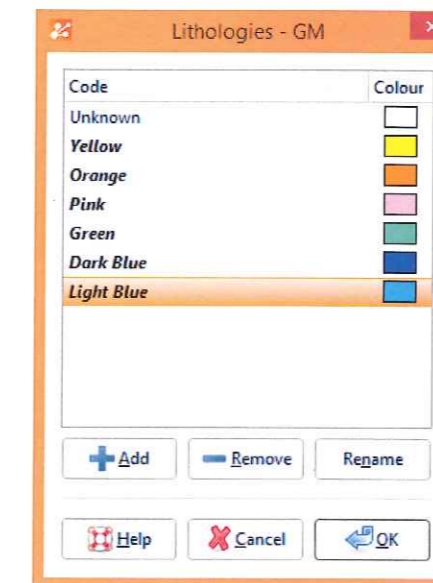 Lithologies - GM
Code Colour
Unknown
Yellow
Orange
Pink
Green
Dark Blue
Light Blue
Add Remove Rename
Help Cancel OK